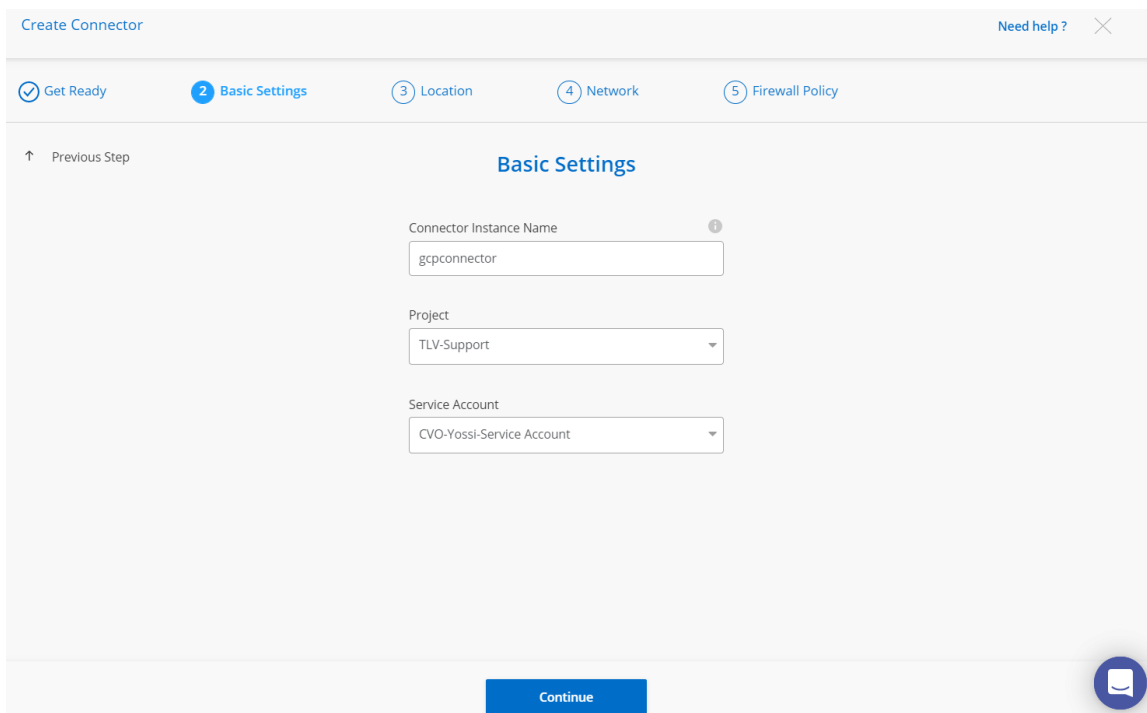 Create Connector
Need help ?
Get Ready
2 Basic Settings
3 Location
4 Network
5 Firewall Policy
↑ Previous Step
Basic Settings
Connector Instance Name
gcpconnector
Project
TLV-Support
Service Account
CVO-Yossi-Service Account
Continue